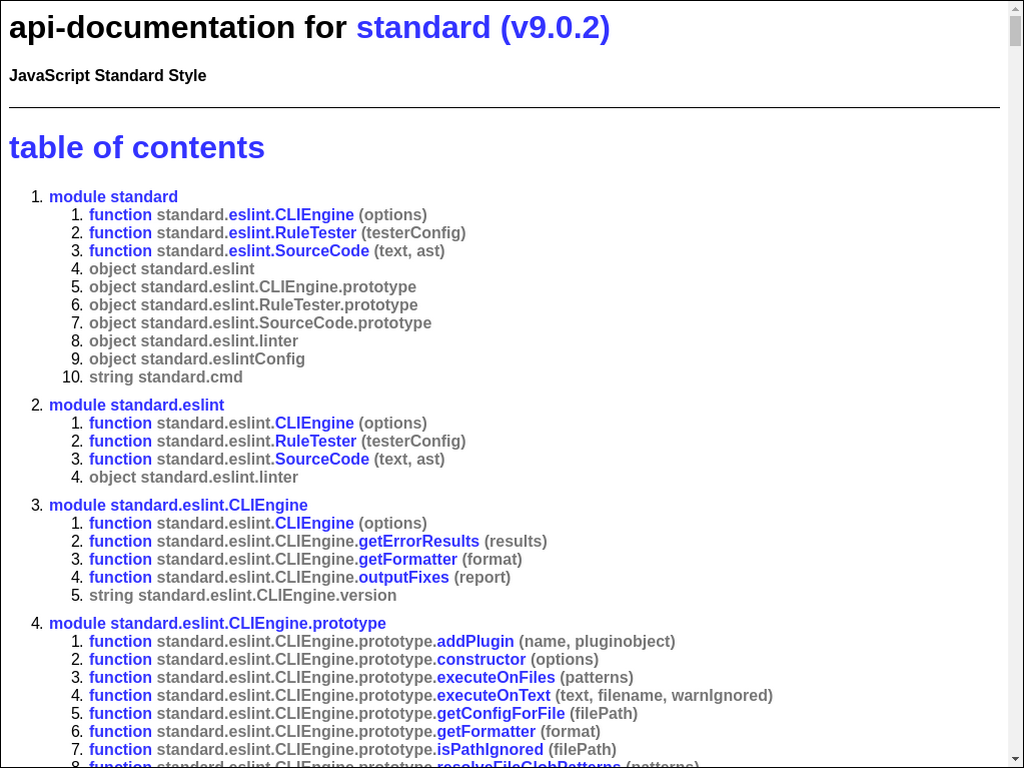 api-documentation for standard (v9.0.2)
JavaScript Standard Style
table of contents
1. module standard
1. function standard.eslint.CLIEngine (options)
2. function standard.eslint.RuleTester (testerConfig)
3. function standard.eslint.SourceCode (text, ast)
4. object standard.eslint
5. object standard.eslint.CLIEngine.prototype
6. object standard.eslint.RuleTester.prototype
7. object standard.eslint.SourceCode.prototype
8. object standard.eslint.linter
9. object standard.eslintConfig
10. string standard.cmd
2. module standard.eslint
1. function standard.eslint.CLIEngine (options)
2. function standard.eslint.RuleTester (testerConfig)
3. function standard.eslint.SourceCode (text, ast)
4. object standard.eslint.linter
3. module standard.eslint.CLIEngine
1. function standard.eslint.CLIEngine (options)
2. function standard.eslint.CLIEngine.getErrorResults (results)
3. function standard.eslint.CLIEngine.getFormatter (format)
4. function standard.eslint.CLIEngine.outputFixes (report)
5. string standard.eslint.CLIEngine.version
4. module standard.eslint.CLIEngine.prototype
1. function standard.eslint.CLIEngine.prototype.addPlugin (name, pluginobject)
2. function standard.eslint.CLIEngine.prototype.constructor (options)
3. function standard.eslint.CLIEngine.prototype.executeOnFiles (patterns)
4. function standard.eslint.CLIEngine.prototype.executeOnText (text, filename, warnIgnored)
5. function standard.eslint.CLIEngine.prototype.getConfigForFile (filePath)
6. function standard.eslint.CLIEngine.prototype.getFormatter (format)
7. function standard.eslint.CLIEngine.prototype.isPathIgnored (filePath)
8. function standard.eslint.CLIEngine.prototype.resolveFileGlobPatterns (patterns)